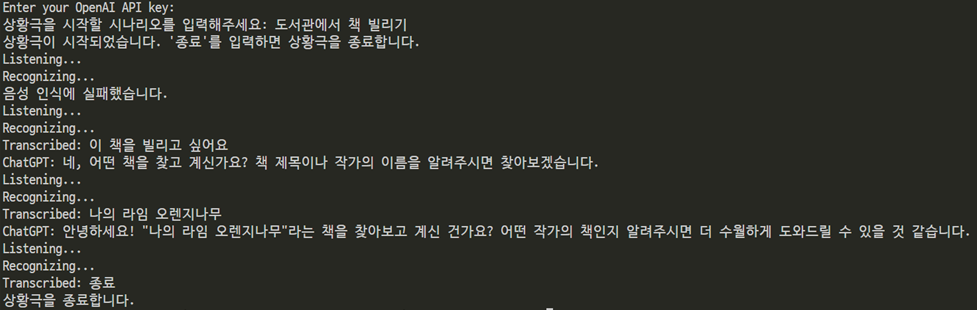 Enter your OpenAI API key:
상황극을 시작할 시나리오를 입력해주세요: 도서관에서 책 빌리기
상황극이 시작되었습니다. '종료'를 입력하면 상황극을 종료합니다.
Listening...
Recognizing...
음성 인식에 실패했습니다.
Listening...
Recognizing...
Transcribed: 이 책을 빌리고 싶어요
ChatGPT: 네, 어떤 책을 찾고 계신가요? 책 제목이나 작가의 이름을 알려주시면 찾아보겠습니다.
Listening...
Recognizing...
Transcribed: 나의 라임 오렌지나무
ChatGPT: 안녕하세요! "나의 라임 오렌지나무"라는 책을 찾아보고 계신 건가요? 어떤 작가의 책인지 알려주시면 더 수월하게 도와드릴 수 있을 것 같습니다.
Listening...
Recognizing...
Transcribed: 종료
상황극을 종료합니다.